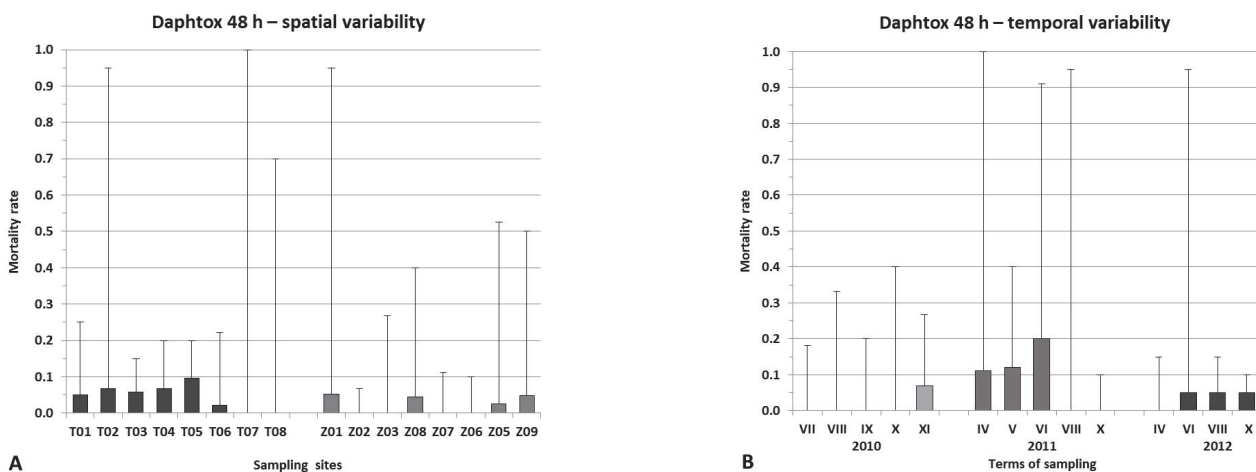 Daphtox 48 h – spatial variability
Mortality rate
1.0
0.9
0.8
0.7
0.6
0.5
0.4
0.3
0.2
0.1
0.0
T01 T02 T03 T04 T05 T06 T07 T08 Z01 Z02 Z03 Z08 Z07 Z06 Z05 Z09
A
Sampling sites
Daphtox 48 h – temporal variability
Mortality rate
1.0
0.9
0.8
0.7
0.6
0.5
0.4
0.3
0.2
0.1
0.0
VII VIII IX X XI IV V VI VIII X IV VI VIII X
2010 2011 2012
B
Terms of sampling